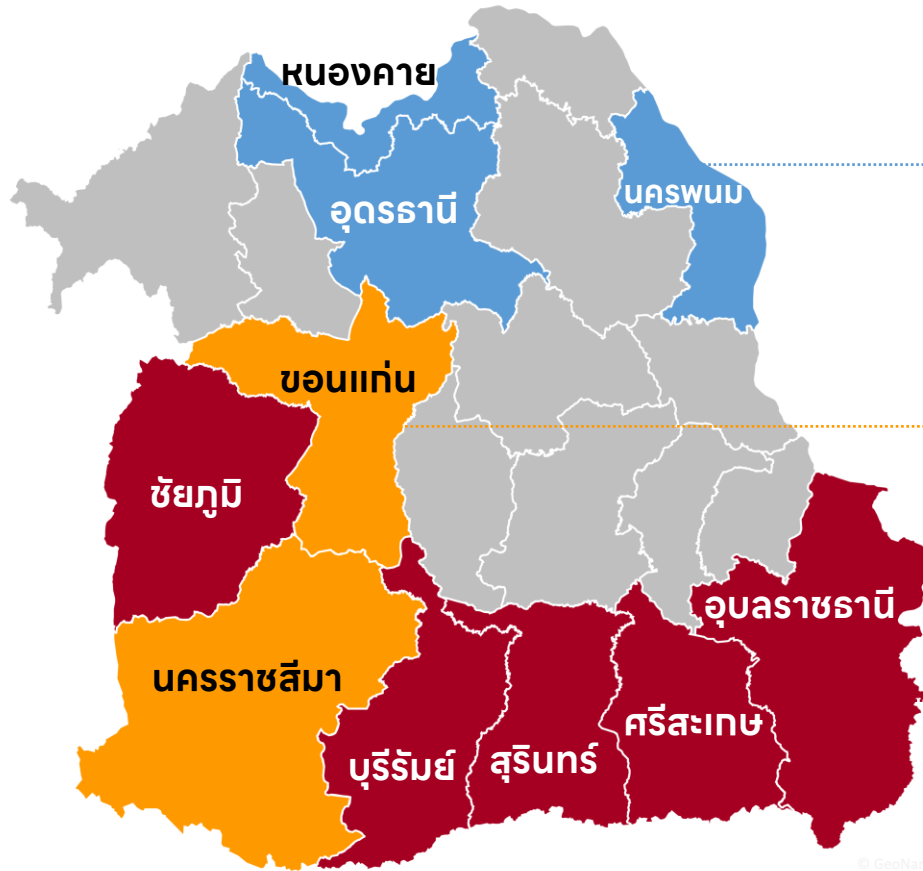 หนองคาย
นครพนม
อุดรธานี
ขอนแก่น
ชัยภูมิ
อุบลราชธานี
นครราชสีมา
ศรีสะเกษ
บุรีรัมย์
สุรินทร์
© GeoNa